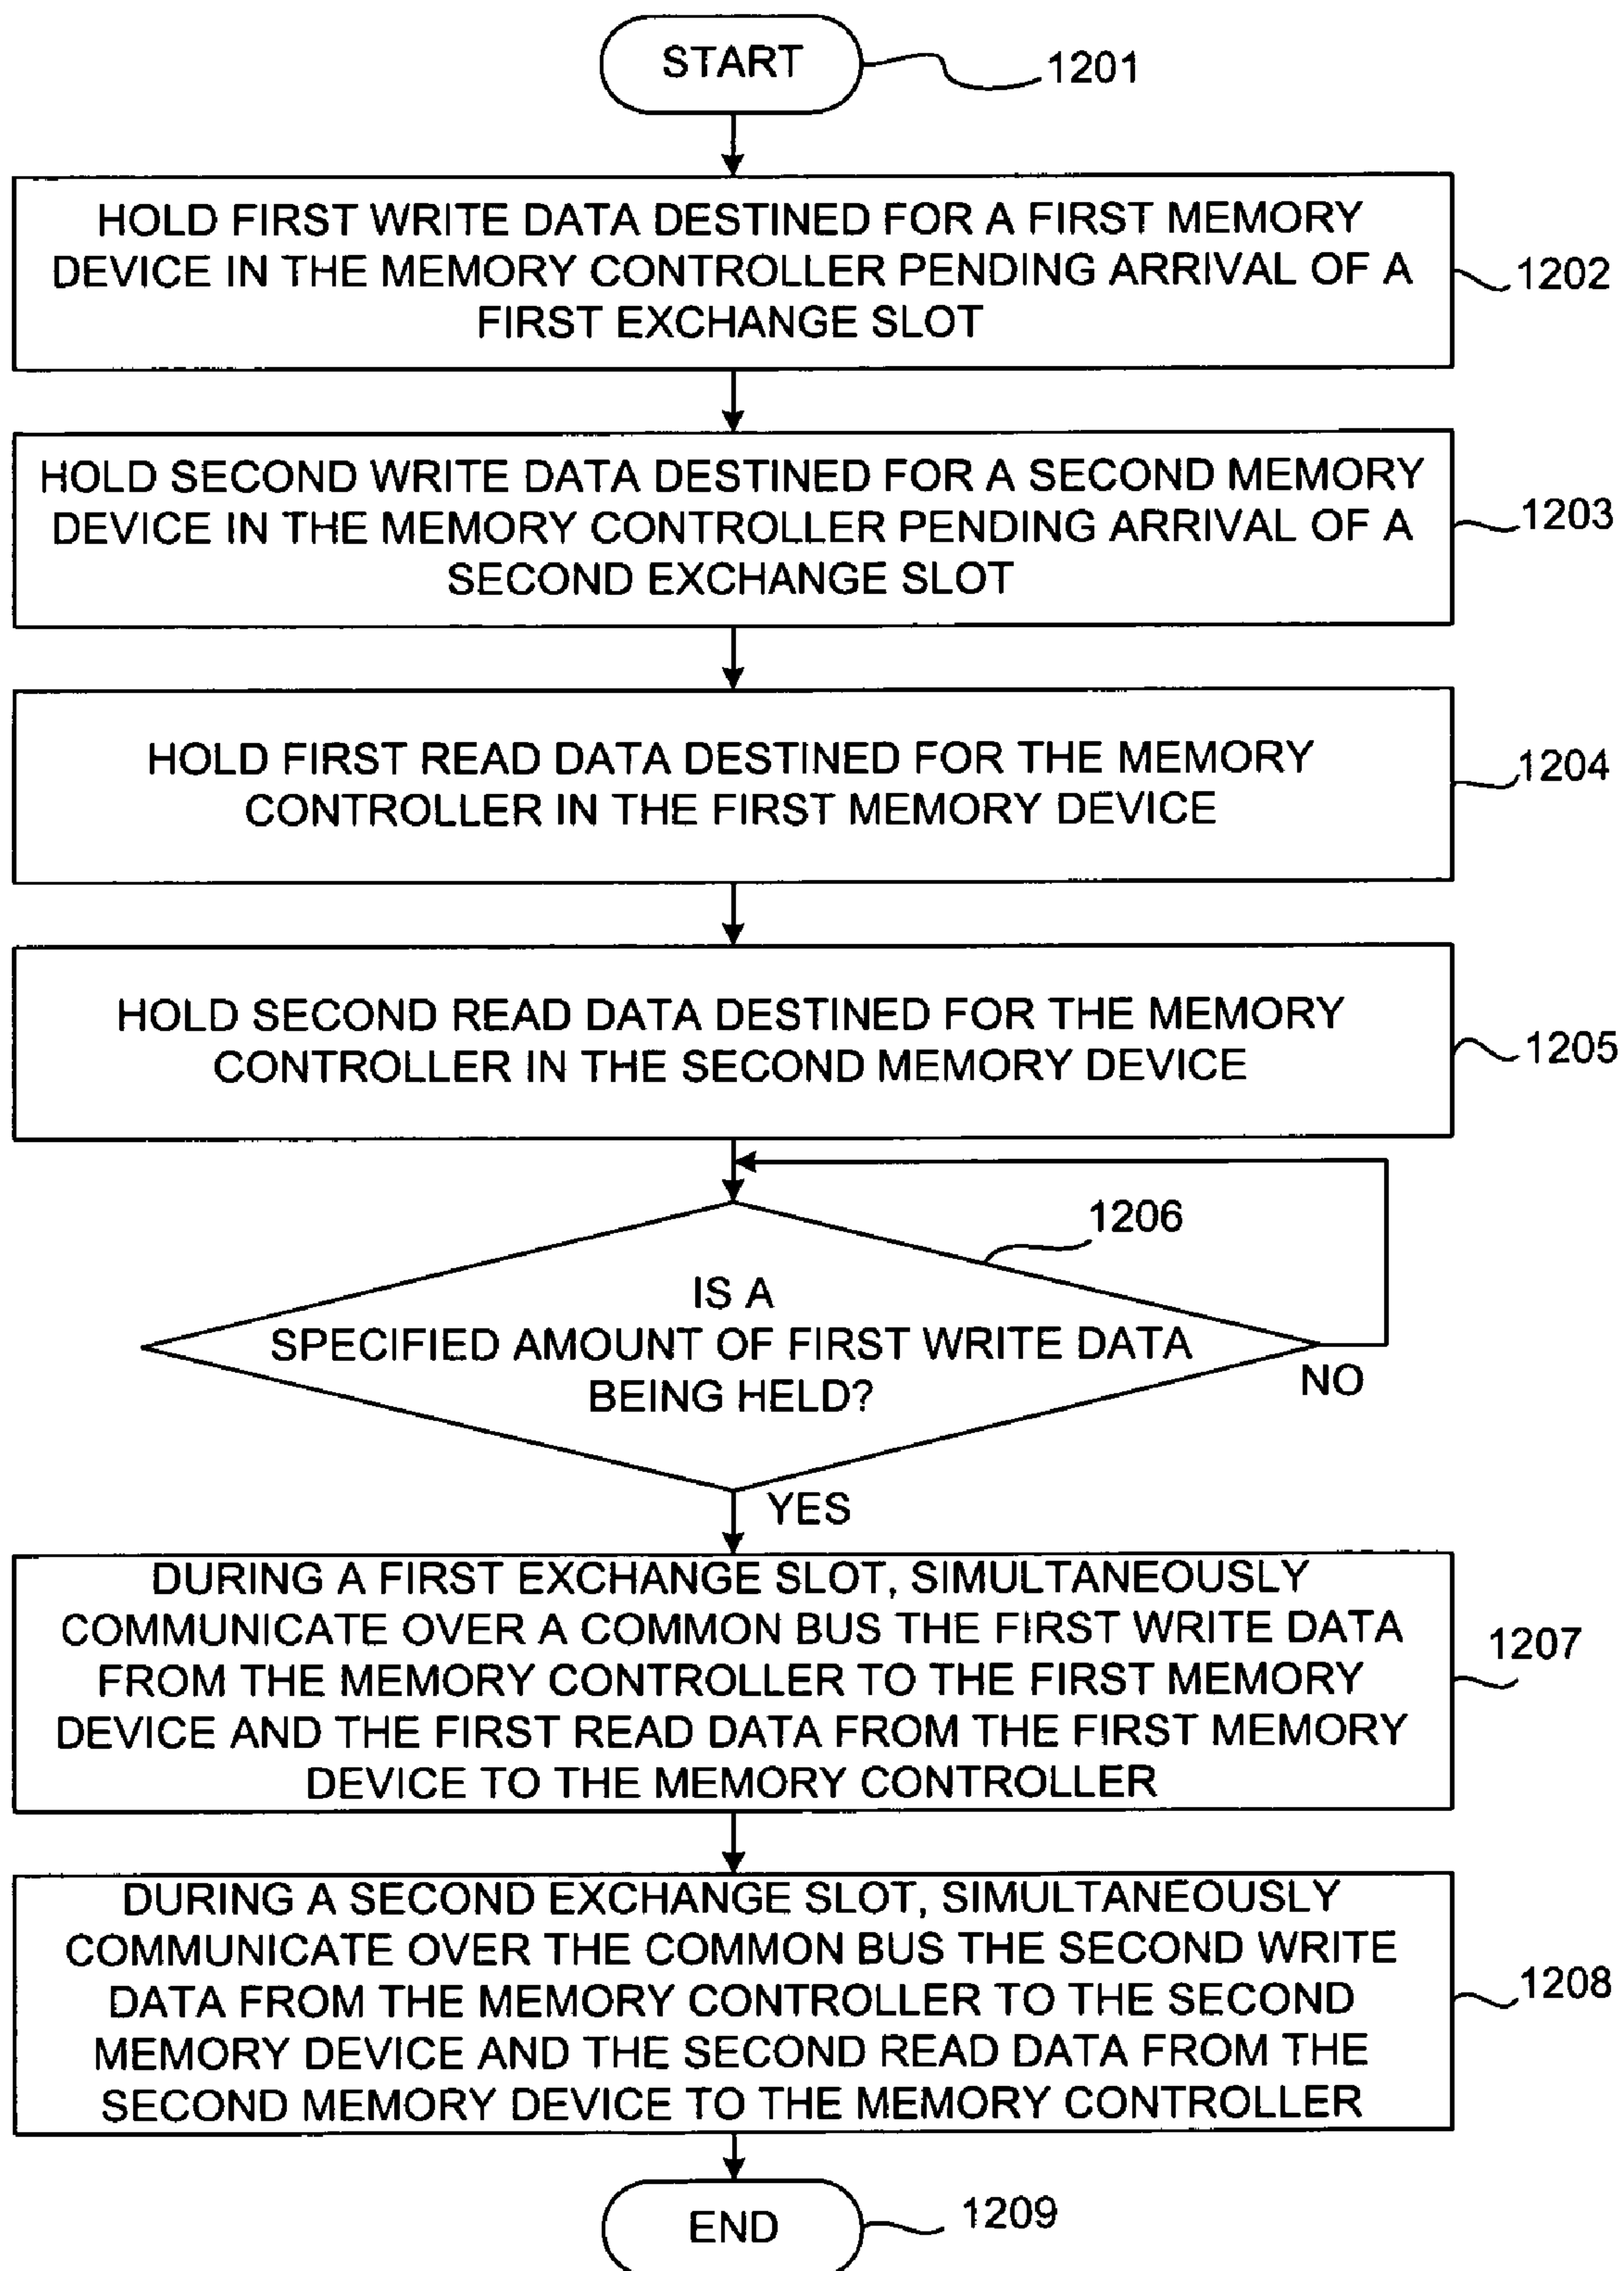 START
1201
HOLD FIRST WRITE DATA DESTINED FOR A FIRST MEMORY
DEVICE IN THE MEMORY CONTROLLER PENDING ARRIVAL OF A
FIRST EXCHANGE SLOT
1202
HOLD SECOND WRITE DATA DESTINED FOR A SECOND MEMORY
DEVICE IN THE MEMORY CONTROLLER PENDING ARRIVAL OF A
SECOND EXCHANGE SLOT
1203
HOLD FIRST READ DATA DESTINED FOR THE MEMORY
CONTROLLER IN THE FIRST MEMORY DEVICE
1204
HOLD SECOND READ DATA DESTINED FOR THE MEMORY
CONTROLLER IN THE SECOND MEMORY DEVICE
1205
1206
IS A
SPECIFIED AMOUNT OF FIRST WRITE DATA
BEING HELD?
NO
YES
DURING A FIRST EXCHANGE SLOT, SIMULTANEOUSLY
COMMUNICATE OVER A COMMON BUS THE FIRST WRITE DATA
FROM THE MEMORY CONTROLLER TO THE FIRST MEMORY
DEVICE AND THE FIRST READ DATA FROM THE FIRST MEMORY
DEVICE TO THE MEMORY CONTROLLER
1207
DURING A SECOND EXCHANGE SLOT, SIMULTANEOUSLY
COMMUNICATE OVER THE COMMON BUS THE SECOND WRITE
DATA FROM THE MEMORY CONTROLLER TO THE SECOND
MEMORY DEVICE AND THE SECOND READ DATA FROM THE
SECOND MEMORY DEVICE TO THE MEMORY CONTROLLER
1208
END
1209